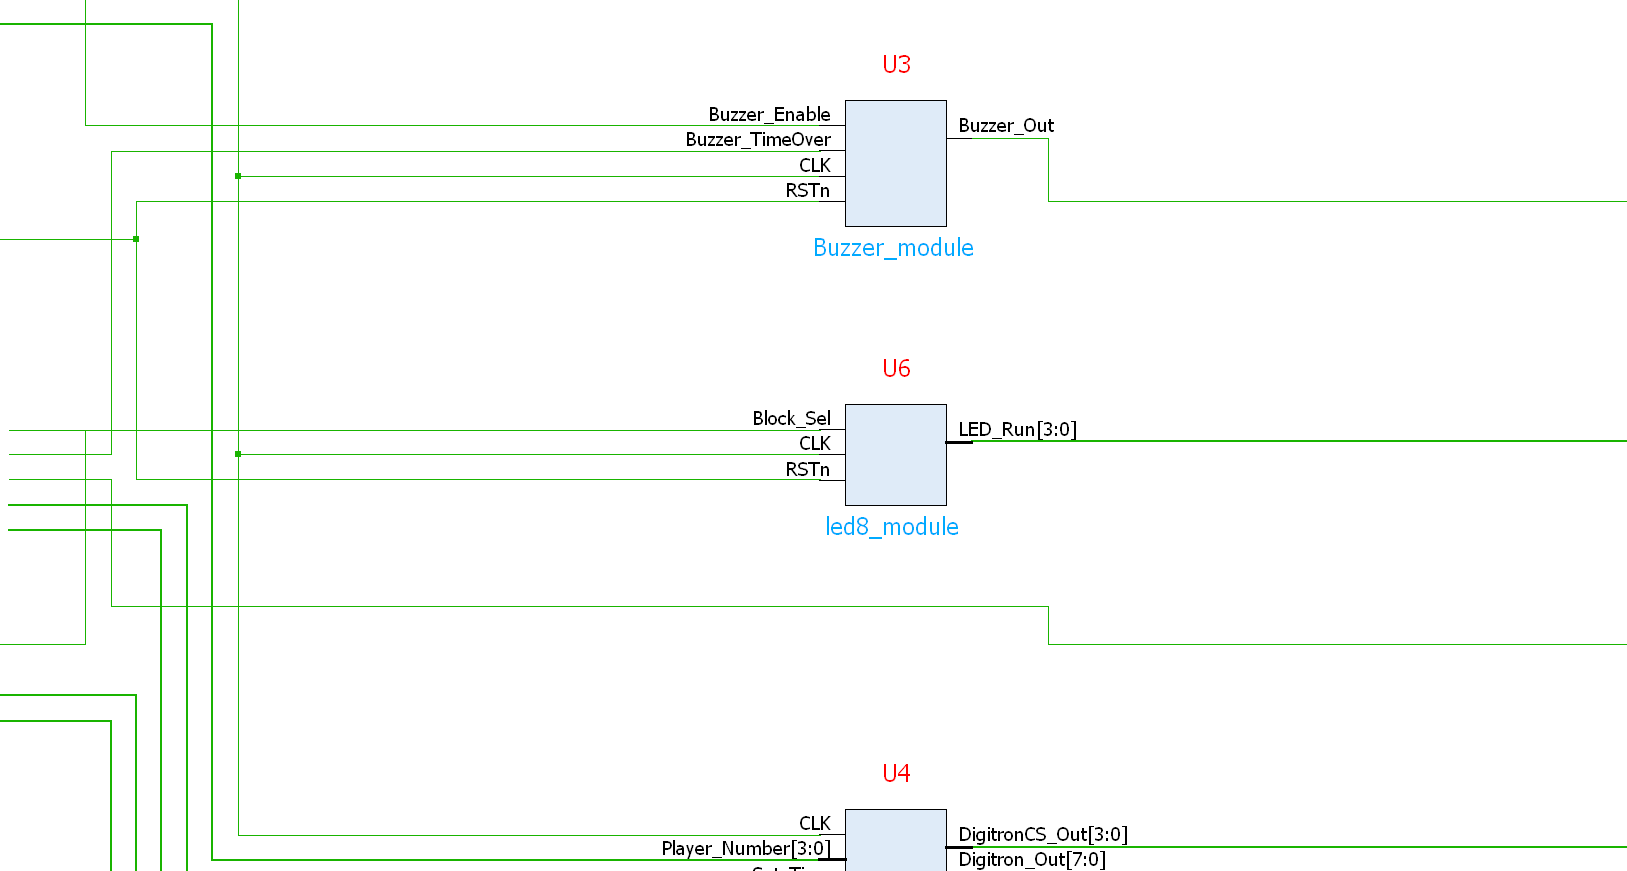 U3
Buzzer_Enable
Buzzer_TimeOver
CLK
RSTn
Buzzer_Out
Buzzer_module
U6
Block_Sel
CLK
RSTn
LED_Run[3:0]
led8_module
U4
CLK
Player_Number[3:0]
DigitronCS_Out[3:0]
Digitron_Out[7:0]